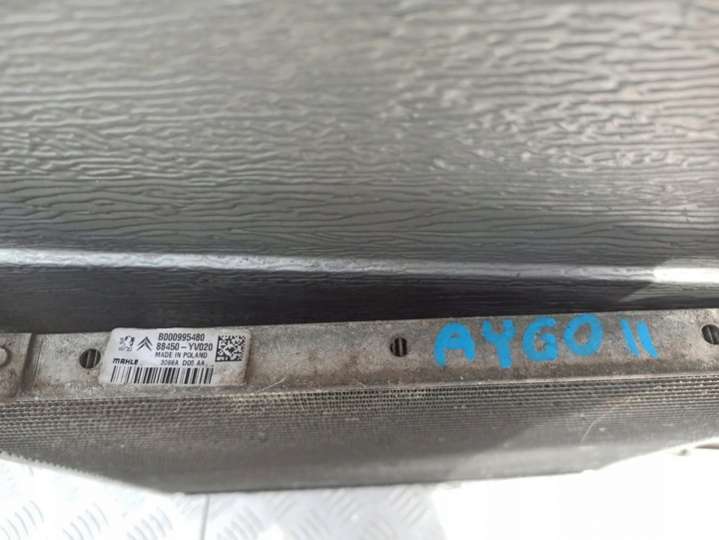 B000995480
88450-YV020
MADE IN POLAND
MAHLE
AYGO II